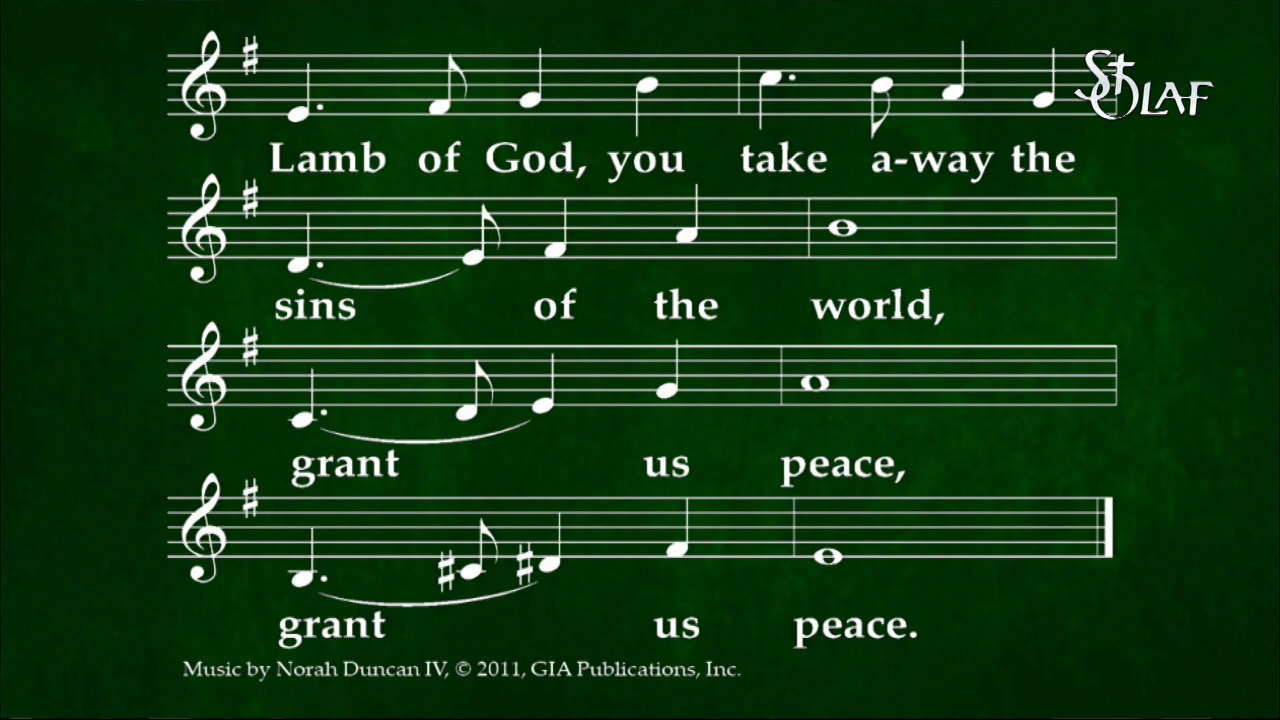 ST OLAF
Lamb of God, you take a-way the
sins of the world,
grant us peace,
grant us peace.
Music by Norah Duncan IV, © 2011, GIA Publications, Inc.